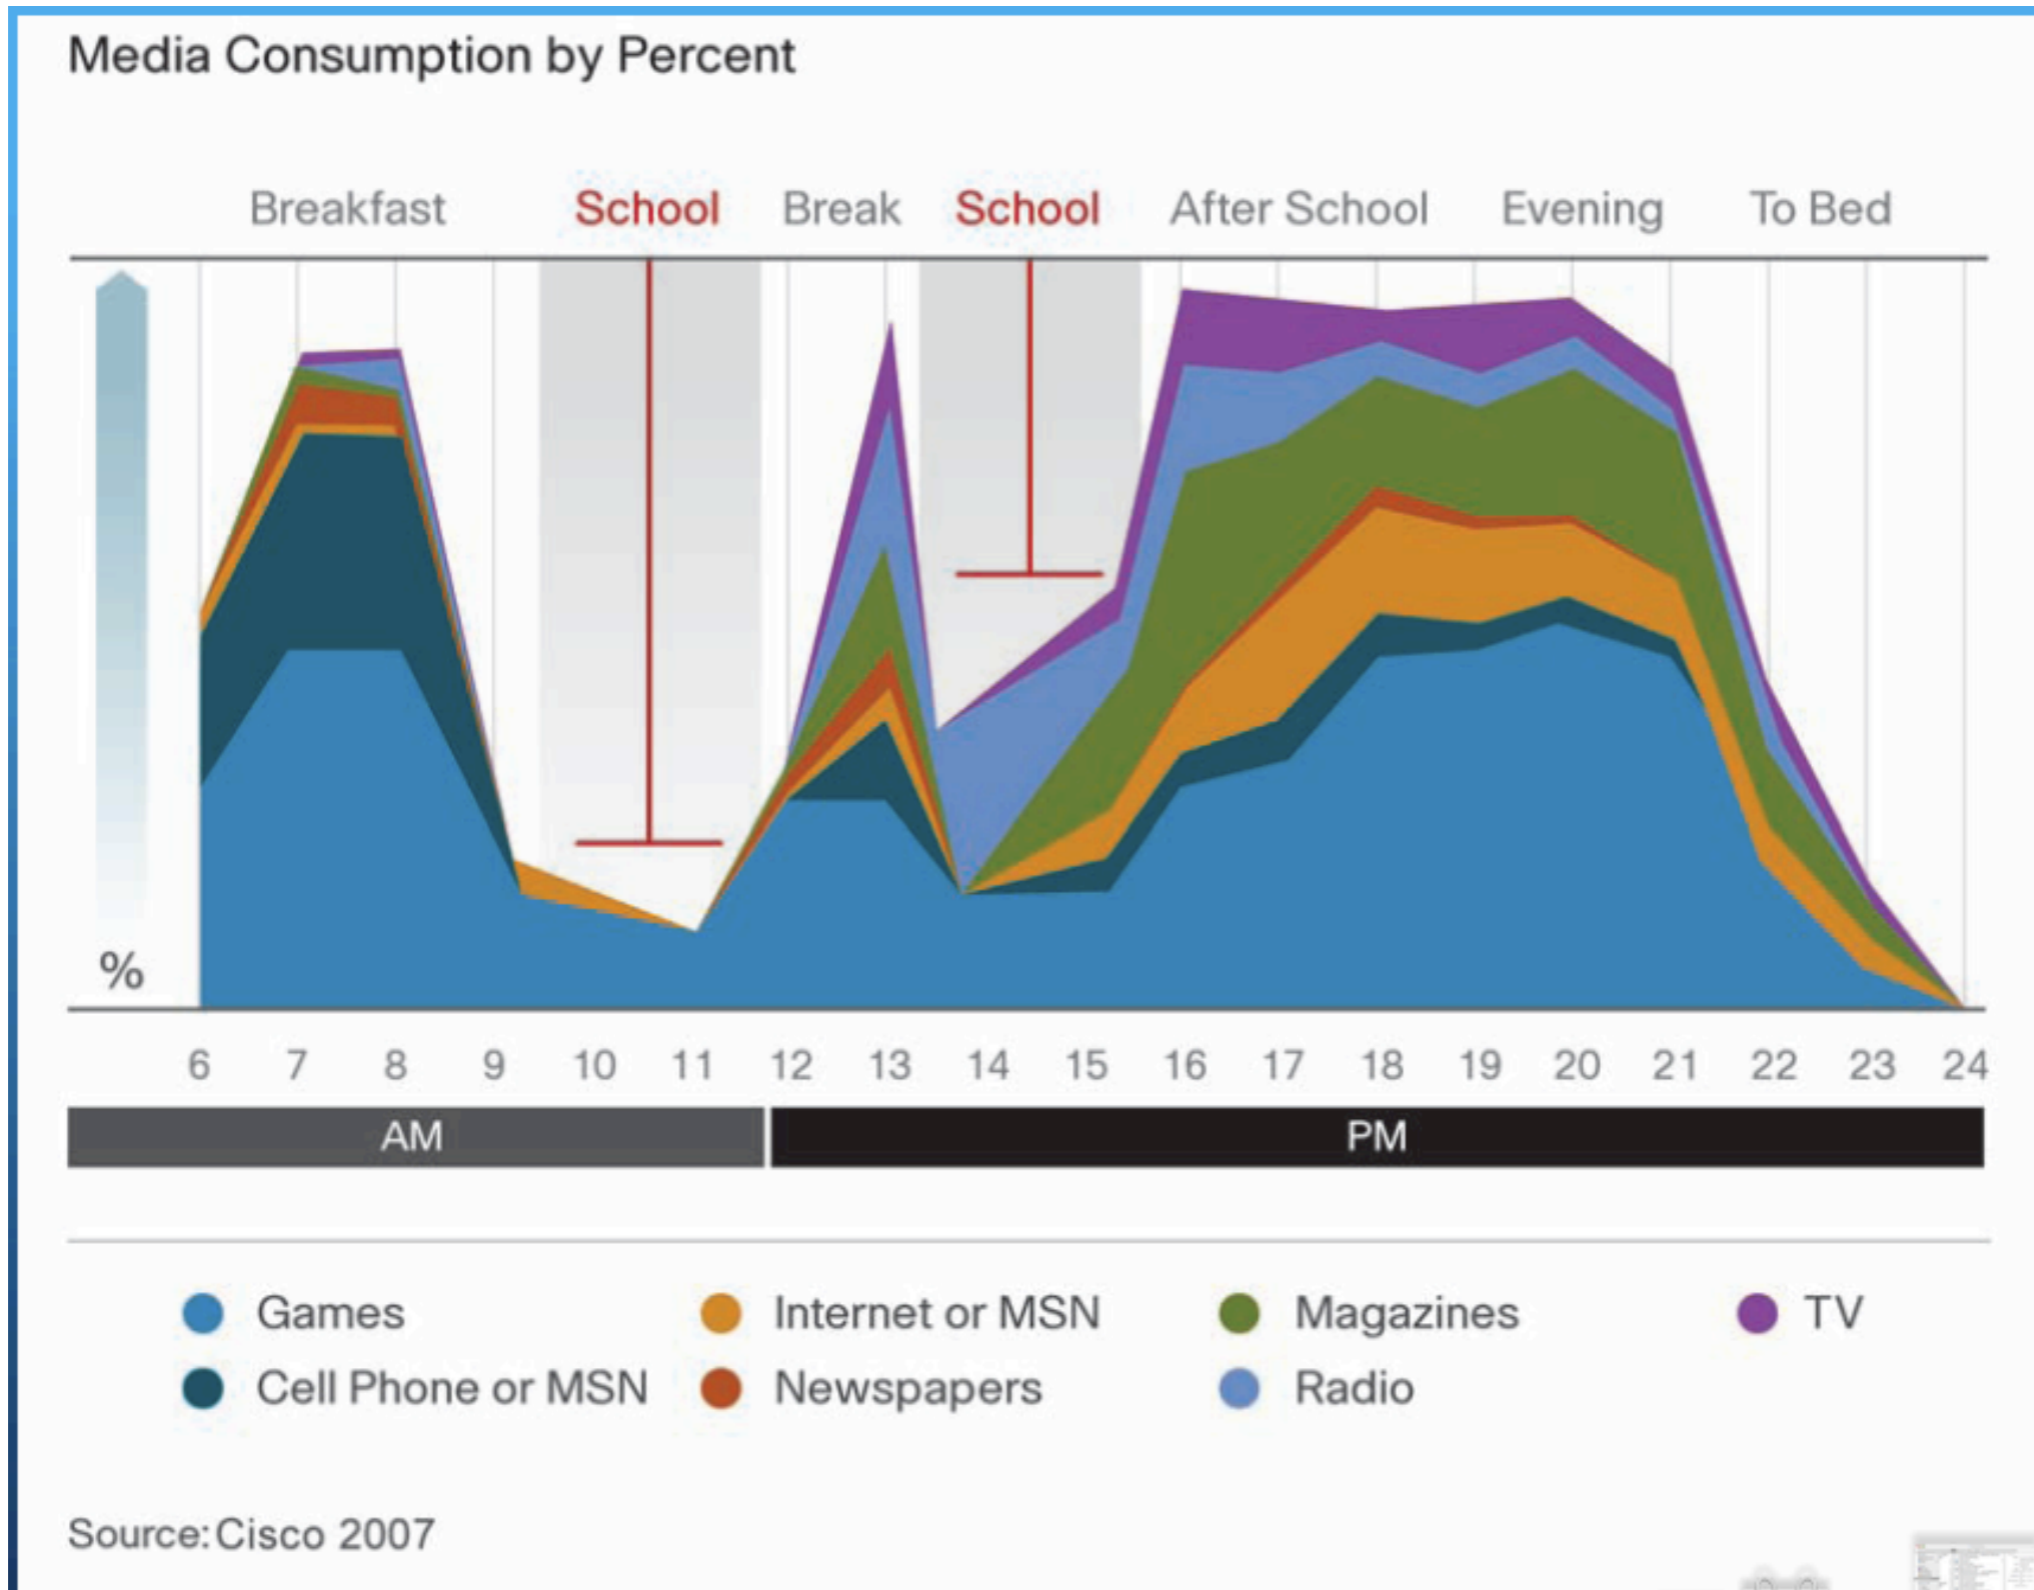 Media Consumption by Percent
Breakfast School Break School After School Evening To Bed
%
6 7 8 9 10 11 12 13 14 15 16 17 18 19 20 21 22 23 24
AM PM
Games Internet or MSN Magazines TV
Cell Phone or MSN Newspapers Radio
Source: Cisco 2007